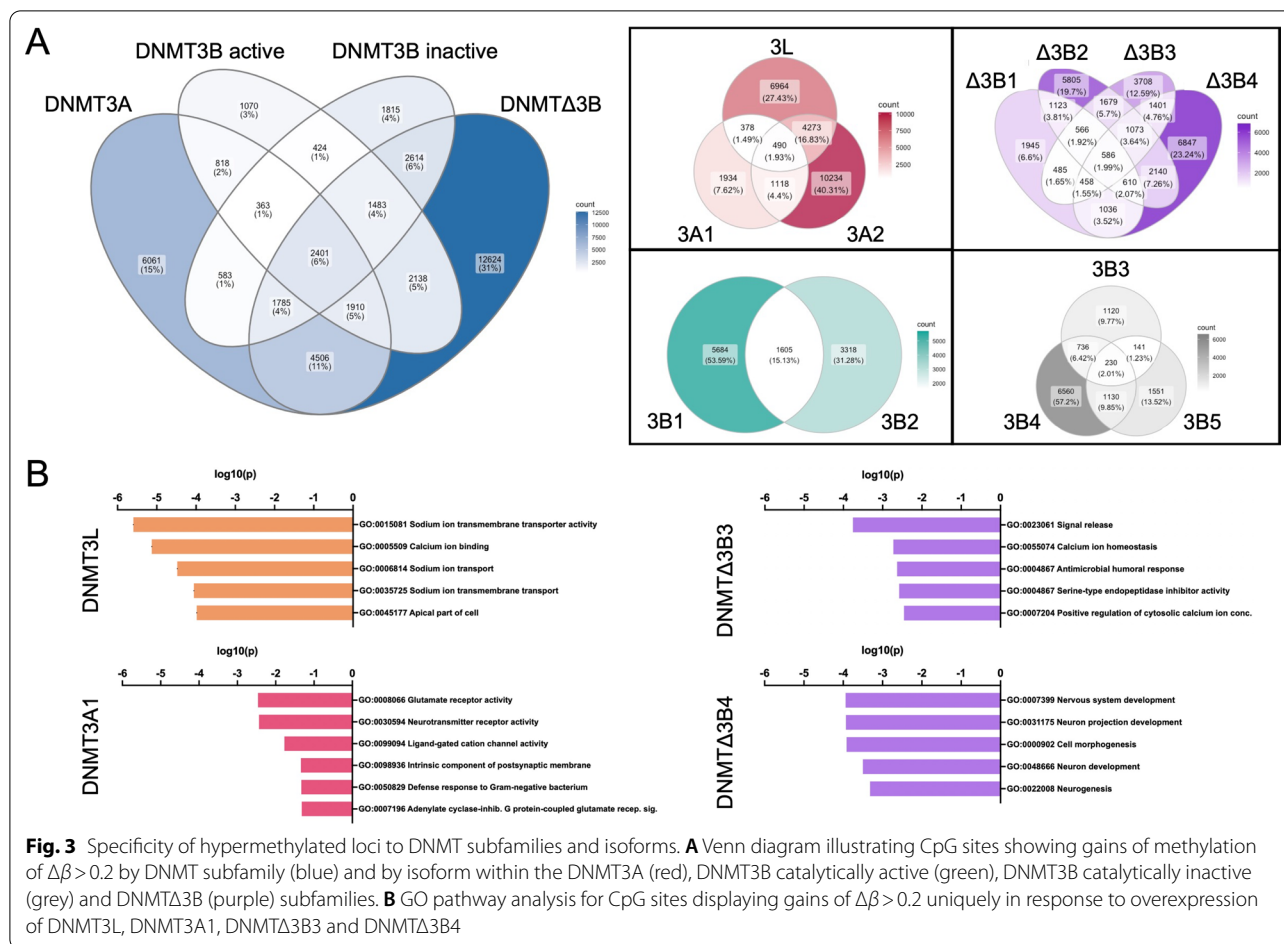 A
DNMT3B active
DNMT3B inactive
DNMT3A
DNMTΔ3B
1070
(3%)
1815
(4%)
818
(2%)
424
(1%)
2614
(6%)
363
(1%)
1483
(4%)
6061
(15%)
2401
(6%)
12624
(31%)
583
(1%)
2138
(5%)
1785
(4%)
1910
(5%)
4506
(11%)
count
12500
10000
7500
5000
2500
3L
6964
(27.43%)
378
(1.49%)
4273
(16.83%)
490
(1.93%)
1934
(7.62%)
1118
(4.4%)
10234
(40.31%)
3A1
3A2
count
10000
7500
5000
2500
Δ3B2
Δ3B3
Δ3B1
Δ3B4
5805
(19.7%)
3708
(12.59%)
1123
(3.81%)
1679
(5.7%)
1401
(4.76%)
566
(1.92%)
1073
(3.64%)
1945
(6.6%)
586
(1.99%)
6847
(23.24%)
485
(1.65%)
2140
(7.26%)
458
(1.55%)
610
(2.07%)
1036
(3.52%)
count
6000
4000
2000
5684
(53.59%)
1605
(15.13%)
3318
(31.28%)
3B1
3B2
count
5000
4000
3000
2000
3B3
1120
(9.77%)
736
(6.42%)
141
(1.23%)
230
(2.01%)
6560
(57.2%)
1130
(9.85%)
1551
(13.52%)
3B4
3B5
count
6000
4000
2000
B
log10(p)
-6 -5 -4 -3 -2 -1 0
DNMT3L
GO:0015081 Sodium ion transmembrane transporter activity
GO:0005509 Calcium ion binding
GO:0006814 Sodium ion transport
GO:0035725 Sodium ion transmembrane transport
GO:0045177 Apical part of cell
log10(p)
-6 -5 -4 -3 -2 -1 0
DNMTΔ3B3
GO:0023061 Signal release
GO:0055074 Calcium ion homeostasis
GO:0004867 Antimicrobial humoral response
GO:0004867 Serine-type endopeptidase inhibitor activity
GO:0007204 Positive regulation of cytosolic calcium ion conc.
log10(p)
-6 -5 -4 -3 -2 -1 0
DNMT3A1
GO:0008066 Glutamate receptor activity
GO:0030594 Neurotransmitter receptor activity
GO:0099094 Ligand-gated cation channel activity
GO:0098936 Intrinsic component of postsynaptic membrane
GO:0050829 Defense response to Gram-negative bacterium
GO:0007196 Adenylate cyclase-inhib. G protein-coupled glutamate recep. sig.
log10(p)
-6 -5 -4 -3 -2 -1 0
DNMTΔ3B4
GO:0007399 Nervous system development
GO:0031175 Neuron projection development
GO:0000902 Cell morphogenesis
GO:0048666 Neuron development
GO:0022008 Neurogenesis
Fig. 3 Specificity of hypermethylated loci to DNMT subfamilies and isoforms. A Venn diagram illustrating CpG sites showing gains of methylation
of Δβ > 0.2 by DNMT subfamily (blue) and by isoform within the DNMT3A (red), DNMT3B catalytically active (green), DNMT3B catalytically inactive
(grey) and DNMTΔ3B (purple) subfamilies. B GO pathway analysis for CpG sites displaying gains of Δβ > 0.2 uniquely in response to overexpression
of DNMT3L, DNMT3A1, DNMTΔ3B3 and DNMTΔ3B4